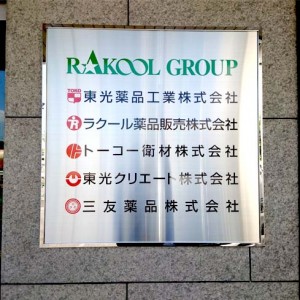 RAKOOL GROUP
TOKO 東光薬品工業株式会社
ラクール薬品販売株式会社
トーコー衛材株式会社
東光クリエート株式会社
三友薬品株式会社